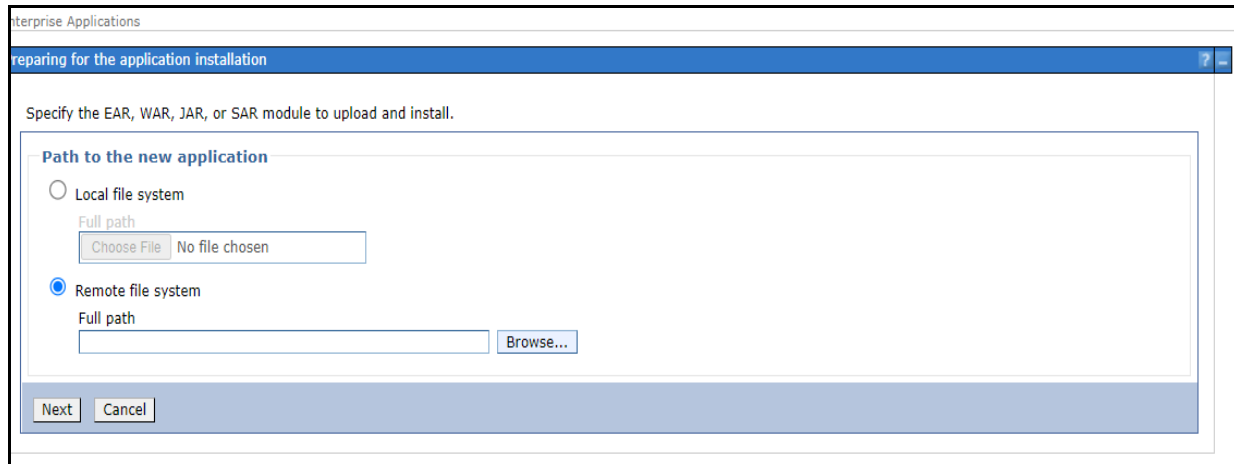 nterprise Applications
reparing for the application installation ? –
Specify the EAR, WAR, JAR, or SAR module to upload and install.
Path to the new application
Local file system
Full path
Choose File No file chosen
Remote file system
Full path
Browse...
Next Cancel